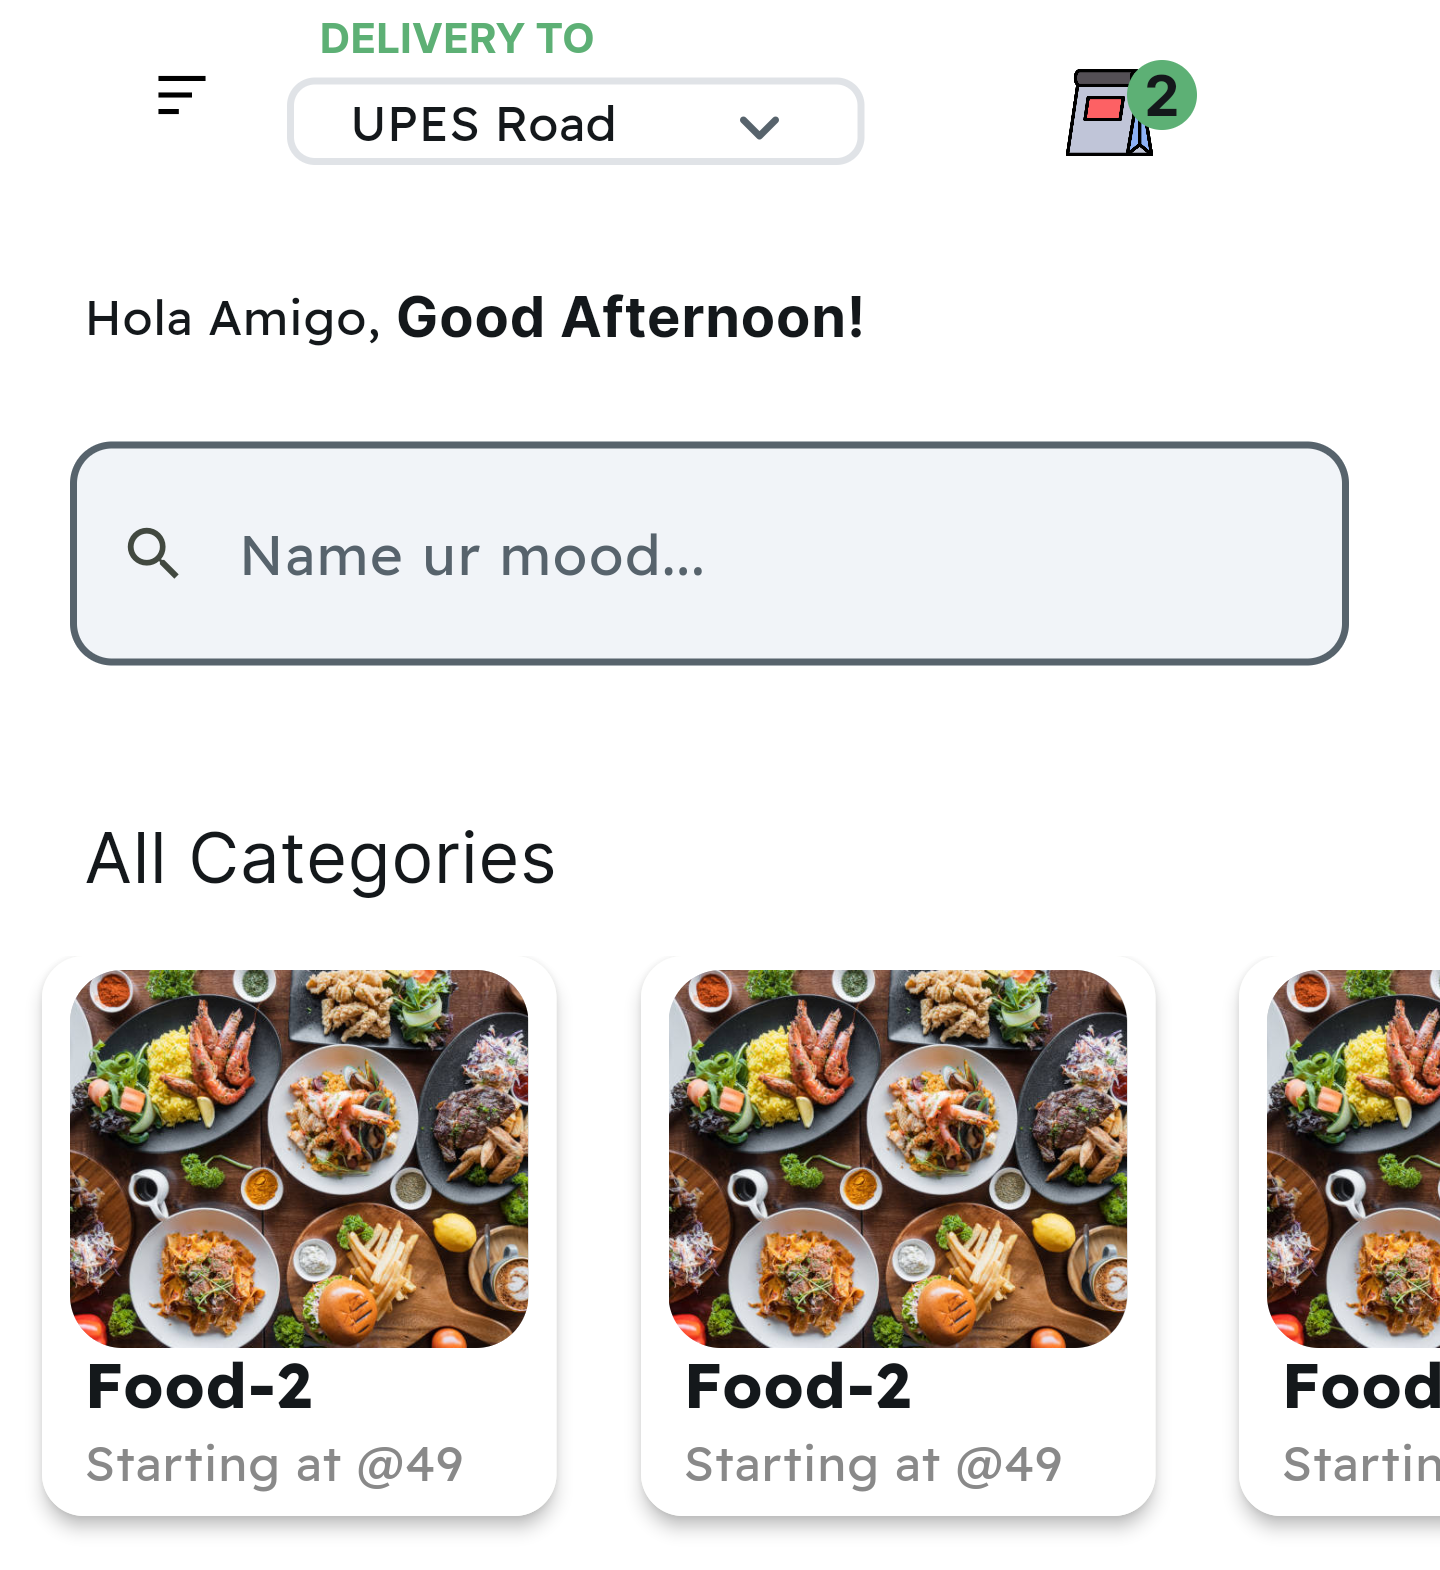 DELIVERY TO
UPES Road
2
Hola Amigo, Good Afternoon!
Name ur mood...
All Categories
Food-2 Food-2 Food
Starting at @49 Starting at @49 Startin